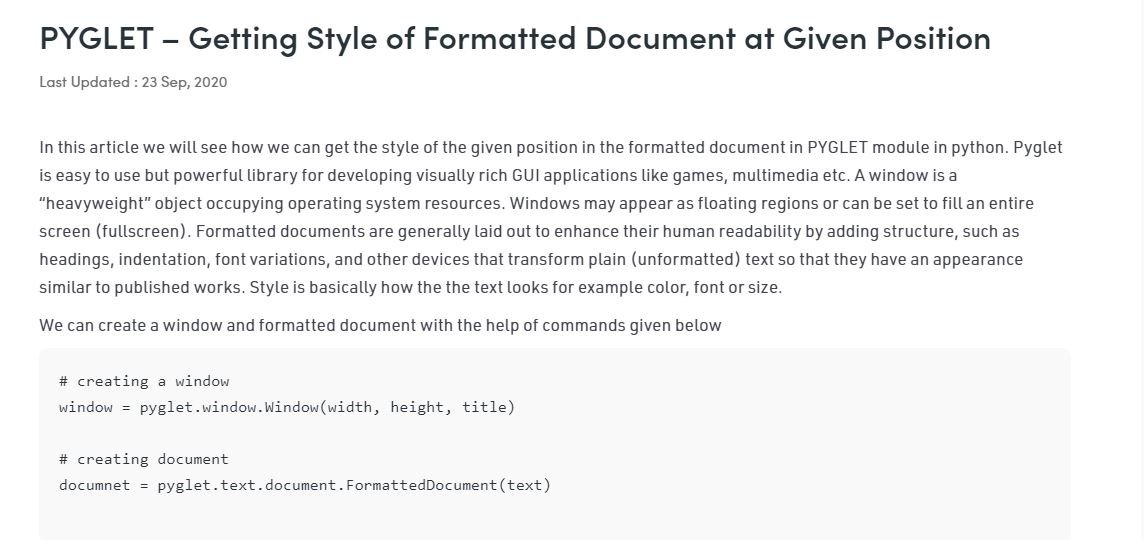 PYGLET – Getting Style of Formatted Document at Given Position
Last Updated : 23 Sep, 2020
In this article we will see how we can get the style of the given position in the formatted document in PYGLET module in python. Pyglet
is easy to use but powerful library for developing visually rich GUI applications like games, multimedia etc. A window is a
“heavyweight” object occupying operating system resources. Windows may appear as floating regions or can be set to fill an entire
screen (fullscreen). Formatted documents are generally laid out to enhance their human readability by adding structure, such as
headings, indentation, font variations, and other devices that transform plain (unformatted) text so that they have an appearance
similar to published works. Style is basically how the the text looks for example color, font or size.
We can create a window and formatted document with the help of commands given below
# creating a window
window = pyglet.window.Window(width, height, title)
# creating document
documnet = pyglet.text.document.FormattedDocument(text)